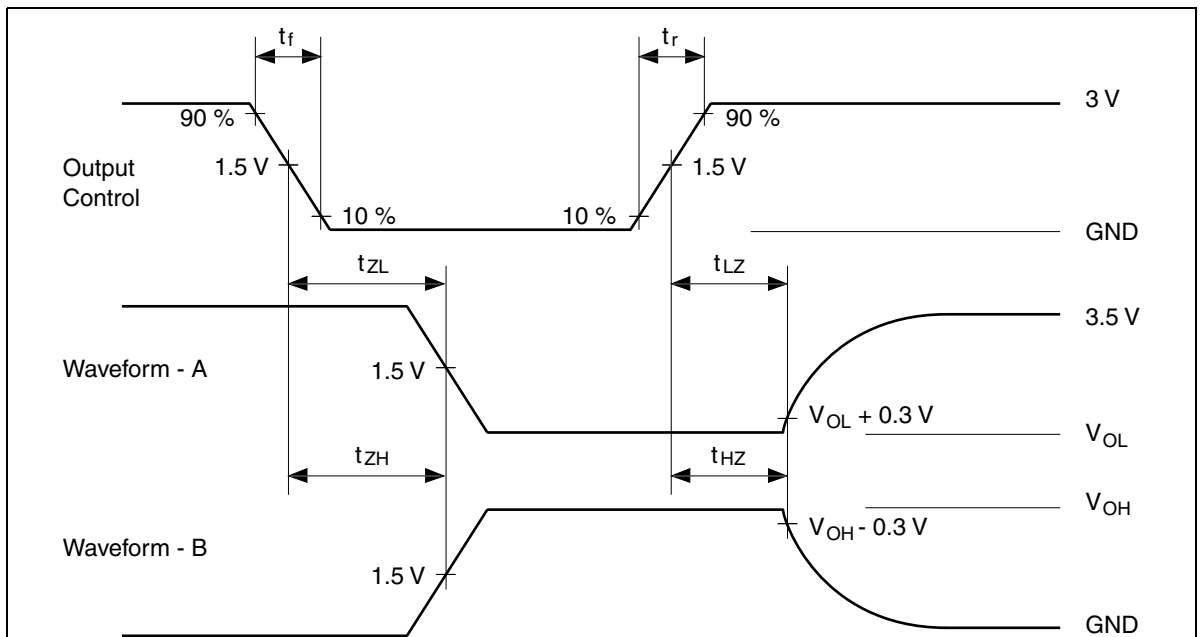 tf
tr
3 V
90 %
90 %
Output
Control
1.5 V
1.5 V
10 %
10 %
GND
tZL
tLZ
3.5 V
Waveform - A
1.5 V
VOL + 0.3 V
VOL
tZH
tHZ
VOH
VOH - 0.3 V
Waveform - B
1.5 V
GND